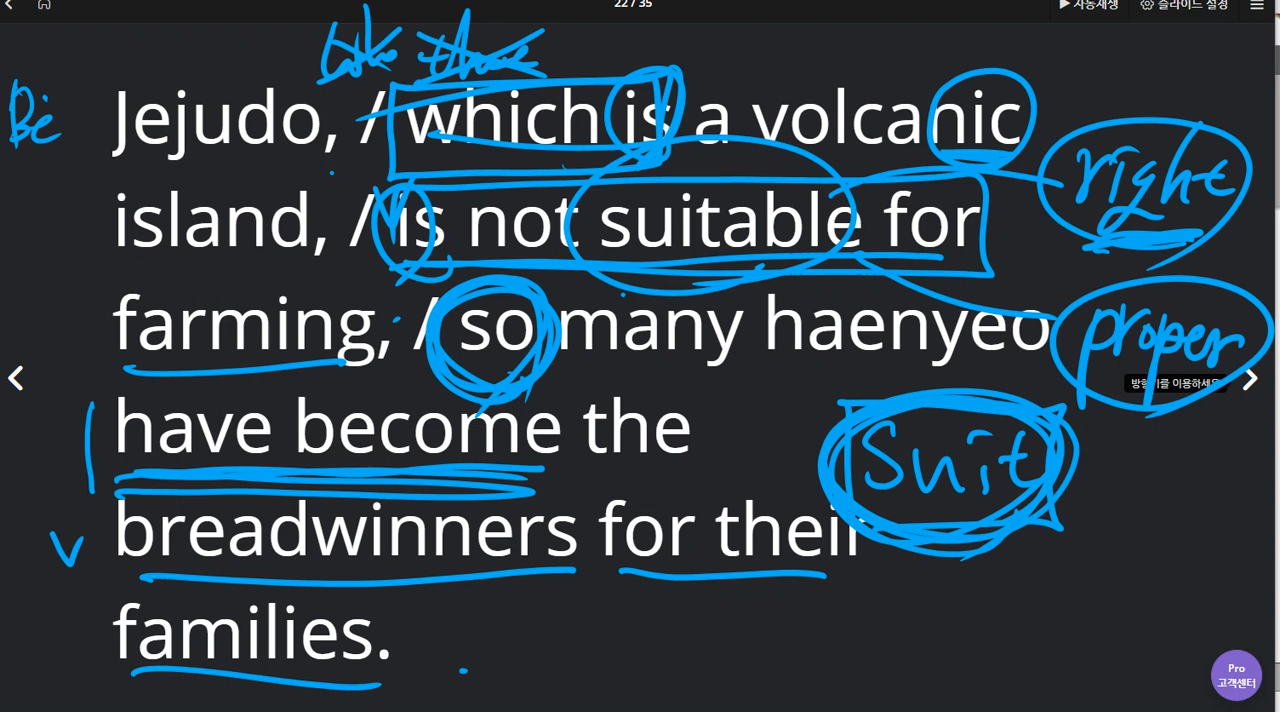 22 / 35
▶ 자동재생 슬라이드 설정
Be
Jejudo, / which is a volcanic
right
island, / is not suitable for
farming, / so many haenyeo
proper
have become the
Suit
breadwinners for their
families.
Pro
고객센터